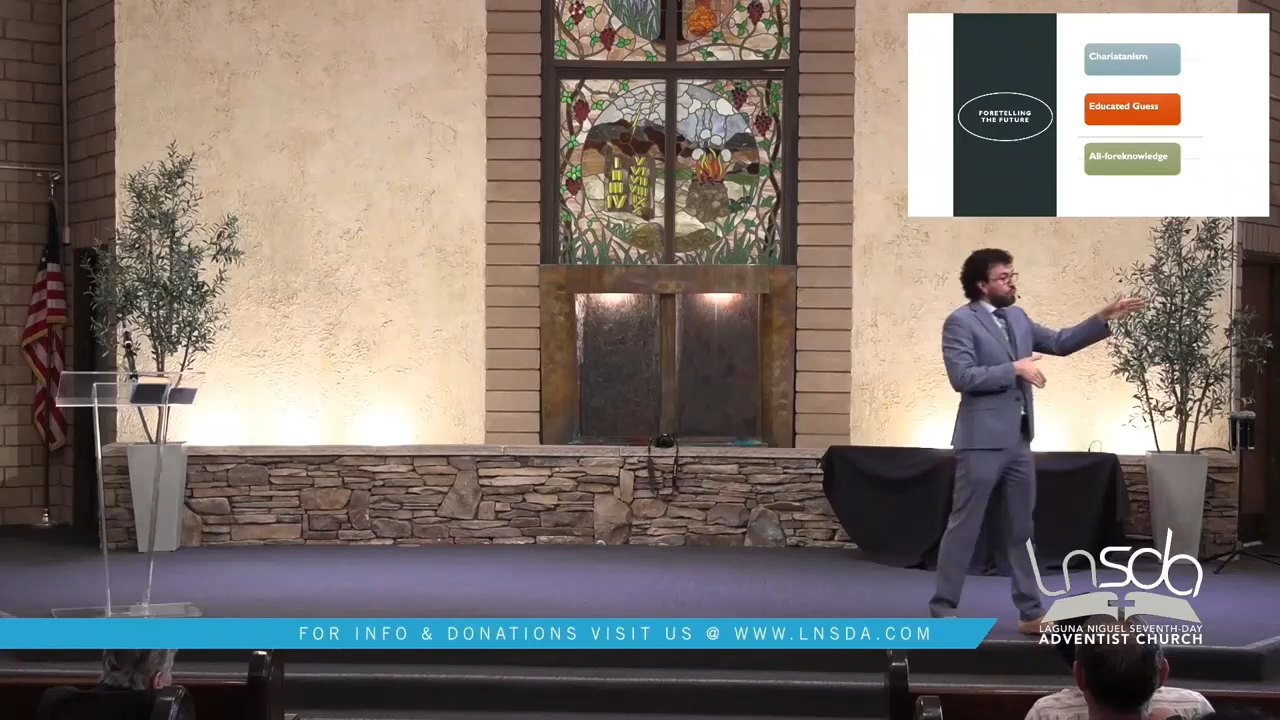 Charlatanism
FORETELLING
THE FUTURE
Educated Guess
All-foreknowledge
FOR INFO & DONATIONS VISIT US @ WWW.LNSDA.COM
LnSDA
LAGUNA NIGUEL SEVENTH-DAY
ADVENTIST CHURCH